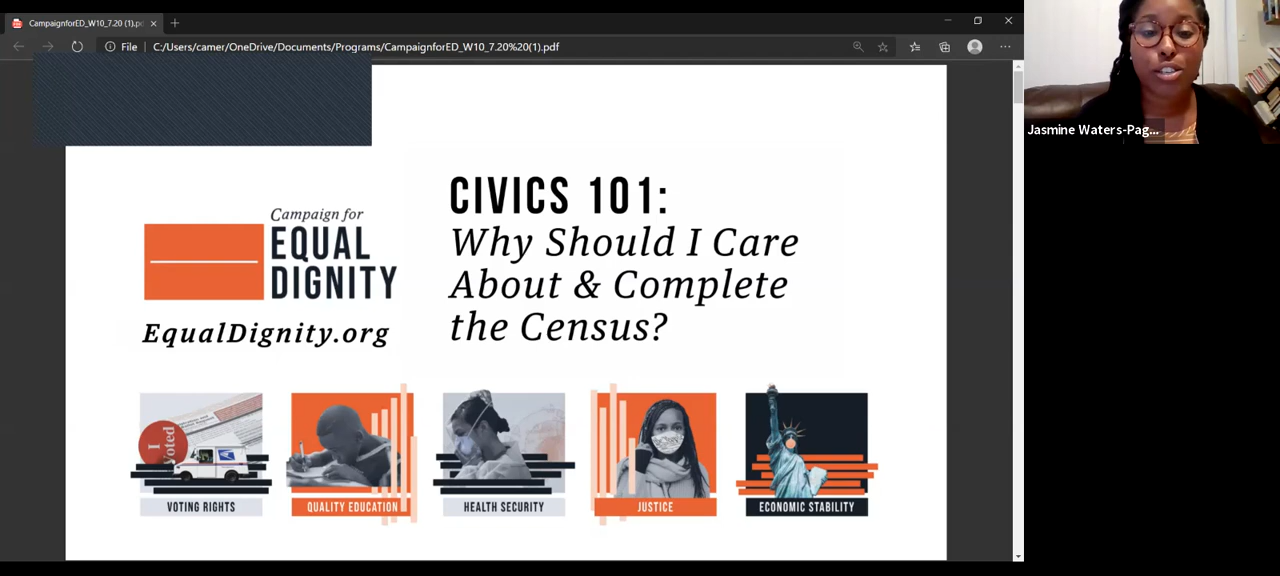 CampaignforED_W10_7.20 (1).pd
File
C:/Users/camer/OneDrive/Documents/Programs/CampaignforED_W10_7.20%20(1).pdf
Jasmine Waters-Pag...
Campaign for
EQUAL
DIGNITY
EqualDignity.org
CIVICS 101:
Why Should I Care
About & Complete
the Census?
I Voted
VOTING RIGHTS
QUALITY EDUCATION
HEALTH SECURITY
JUSTICE
ECONOMIC STABILITY